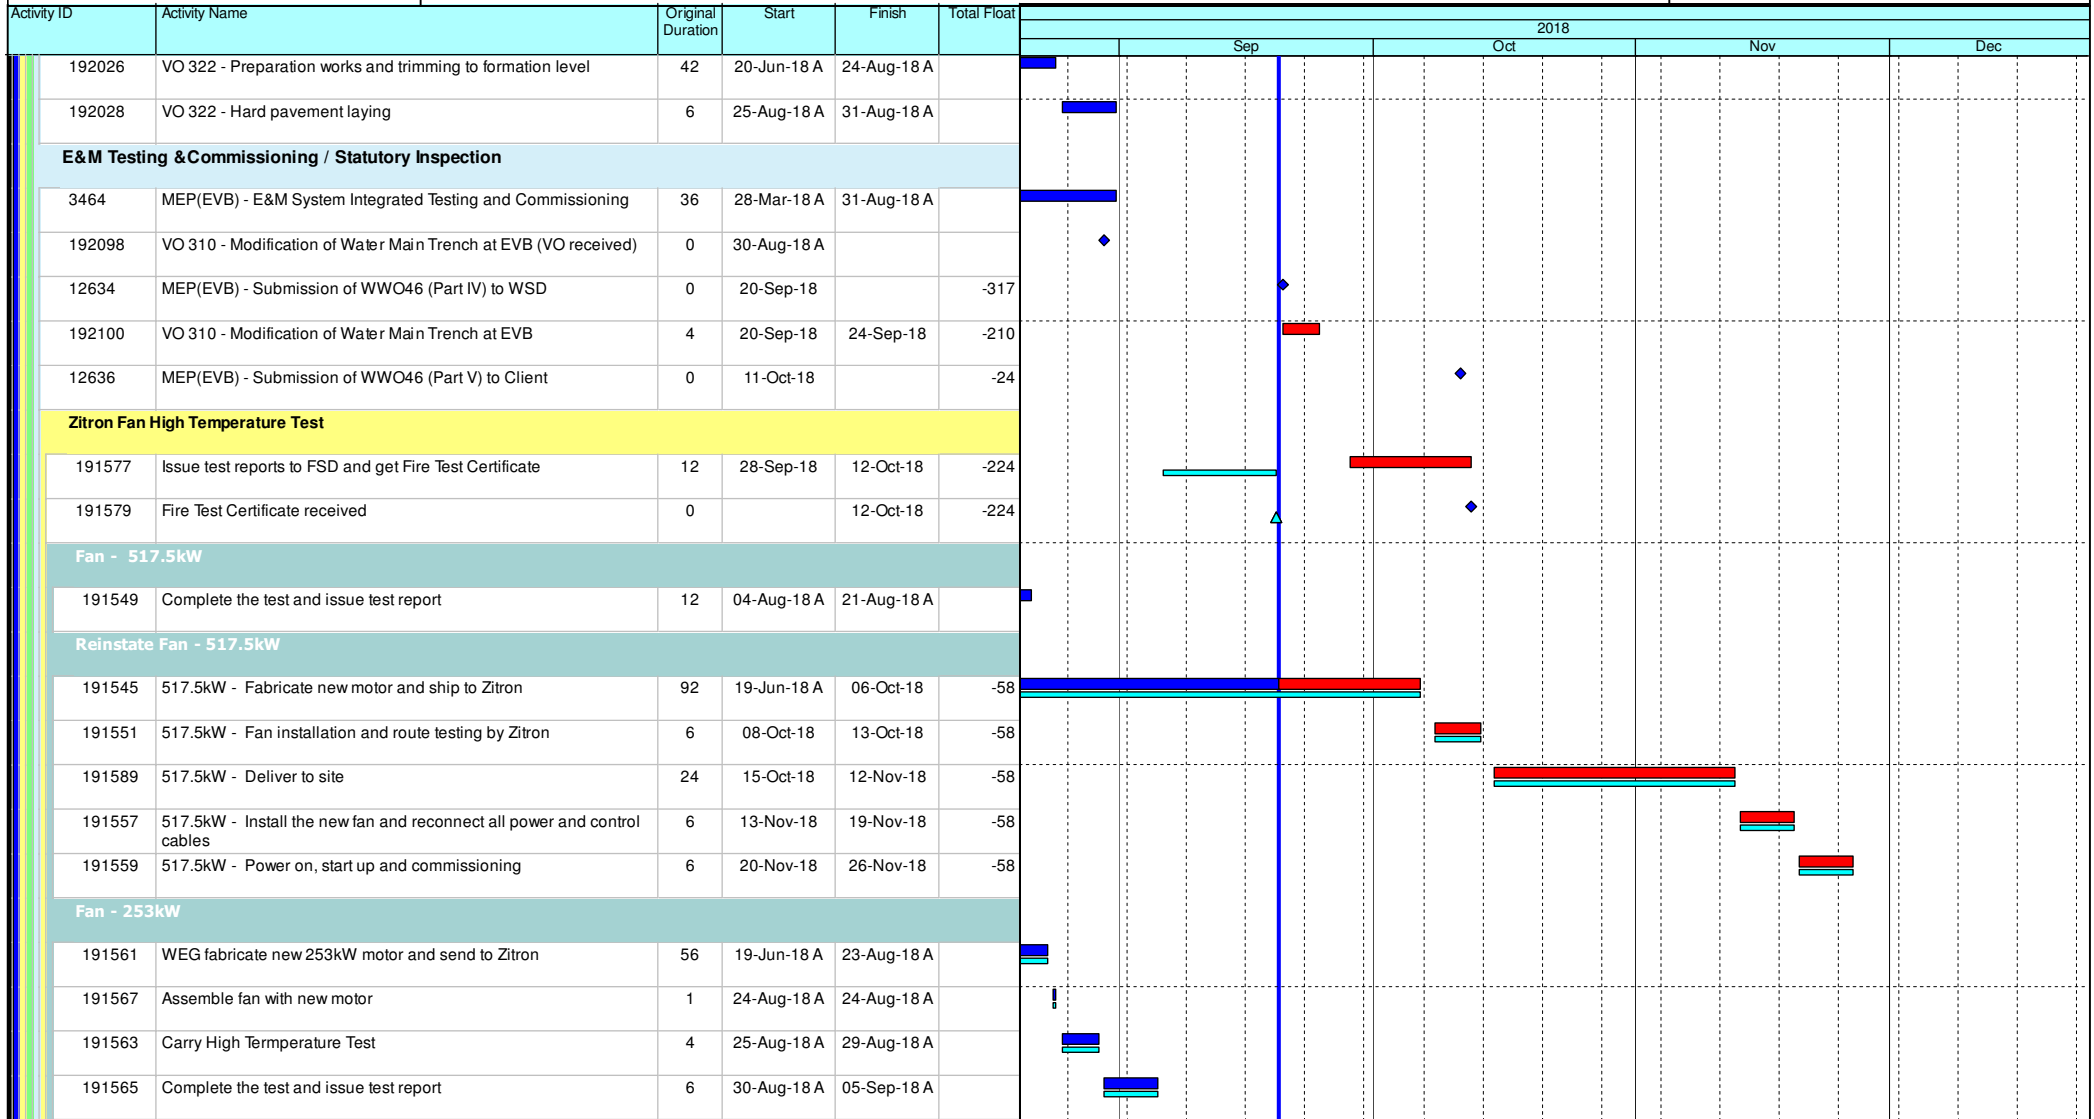 Activity ID Activity Name Original Duration Start Finish Total Float
2018
Sep Oct Nov Dec
192026 VO 322 - Preparation works and trimming to formation level 42 20-Jun-18 A 24-Aug-18 A
192028 VO 322 - Hard pavement laying 6 25-Aug-18 A 31-Aug-18 A
E&M Testing &Commissioning / Statutory Inspection
3464 MEP(EVB) - E&M System Integrated Testing and Commissioning 36 28-Mar-18 A 31-Aug-18 A
192098 VO 310 - Modification of Water Main Trench at EVB (VO received) 0 30-Aug-18 A
12634 MEP(EVB) - Submission of WWO46 (Part IV) to WSD 0 20-Sep-18 -317
192100 VO 310 - Modification of Water Main Trench at EVB 4 20-Sep-18 24-Sep-18 -210
12636 MEP(EVB) - Submission of WWO46 (Part V) to Client 0 11-Oct-18 -24
Zitron Fan High Temperature Test
191577 Issue test reports to FSD and get Fire Test Certificate 12 28-Sep-18 12-Oct-18 -224
191579 Fire Test Certificate received 0 12-Oct-18 -224
Fan - 517.5kW
191549 Complete the test and issue test report 12 04-Aug-18 A 21-Aug-18 A
Reinstate Fan - 517.5kW
191545 517.5kW - Fabricate new motor and ship to Zitron 92 19-Jun-18 A 06-Oct-18 -58
191551 517.5kW - Fan installation and route testing by Zitron 6 08-Oct-18 13-Oct-18 -58
191589 517.5kW - Deliver to site 24 15-Oct-18 12-Nov-18 -58
191557 517.5kW - Install the new fan and reconnect all power and control cables 6 13-Nov-18 19-Nov-18 -58
191559 517.5kW - Power on, start up and commissioning 6 20-Nov-18 26-Nov-18 -58
Fan - 253kW
191561 WEG fabricate new 253kW motor and send to Zitron 56 19-Jun-18 A 23-Aug-18 A
191567 Assemble fan with new motor 1 24-Aug-18 A 24-Aug-18 A
191563 Carry High Termperature Test 4 25-Aug-18 A 29-Aug-18 A
191565 Complete the test and issue test report 6 30-Aug-18 A 05-Sep-18 A